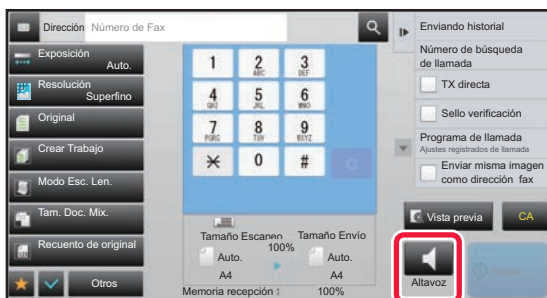 Dirección Número de Fax
Exposición
Auto.
Resolución
Superfino
Original
Crear Trabajo
Modo Esc. Len.
Tam. Doc. Mix.
Recuento de original
Otros
1
2 ABC
3 DEF
4 GHI
5 JKL
6 MNO
7 PQRS
8 TUV
9 WXYZ
0
#
Tamaño Escaneo
Tamaño Envío
100%
Auto.
A4
Auto.
A4
Memoria recepción : 100%
Enviando historial
Número de búsqueda
de llamada
TX directa
Sello verificación
Programa de llamada
Ajustes registrados de llamada
Enviar misma imagen
como dirección fax
Vista previa
CA
Altavoz